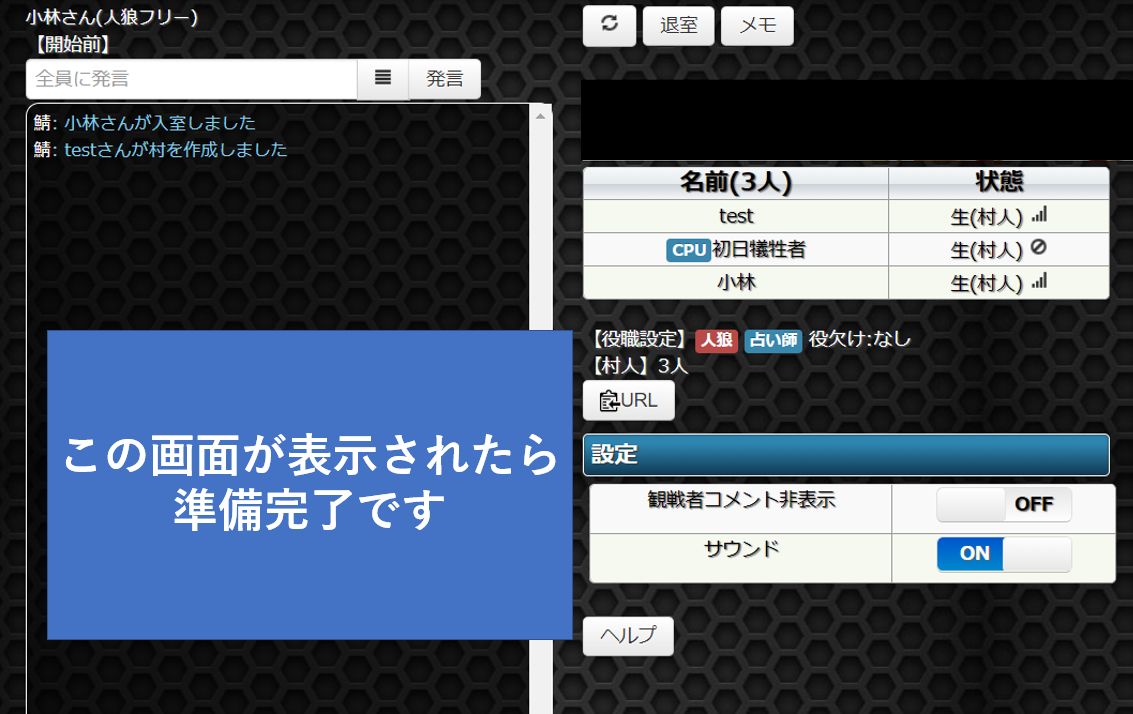 小林さん(人狼フリー)
【開始前】
全員に発言
発言
鯖: 小林さんが入室しました
鯖: testさんが村を作成しました
この画面が表示されたら
準備完了です
退室 メモ
名前(3人) 状態
test 生(村人)
CPU 初日犠牲者 生(村人)
小林 生(村人)
【役職設定】 人狼 占い師 役欠け:なし
【村人】3人
URL
設定
観戦者コメント非表示 OFF
サウンド ON
ヘルプ